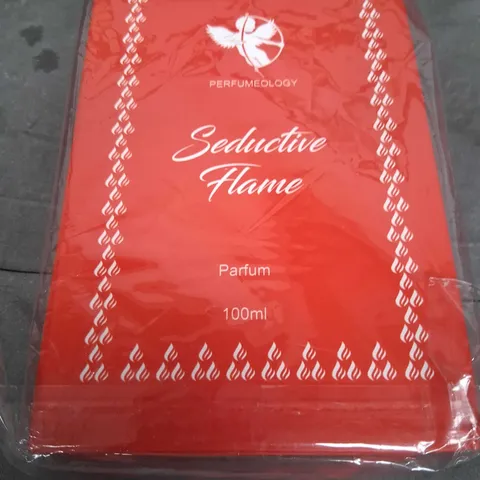 PERFUMEOLOGY
Seductive
Flame
Parfum
100ml